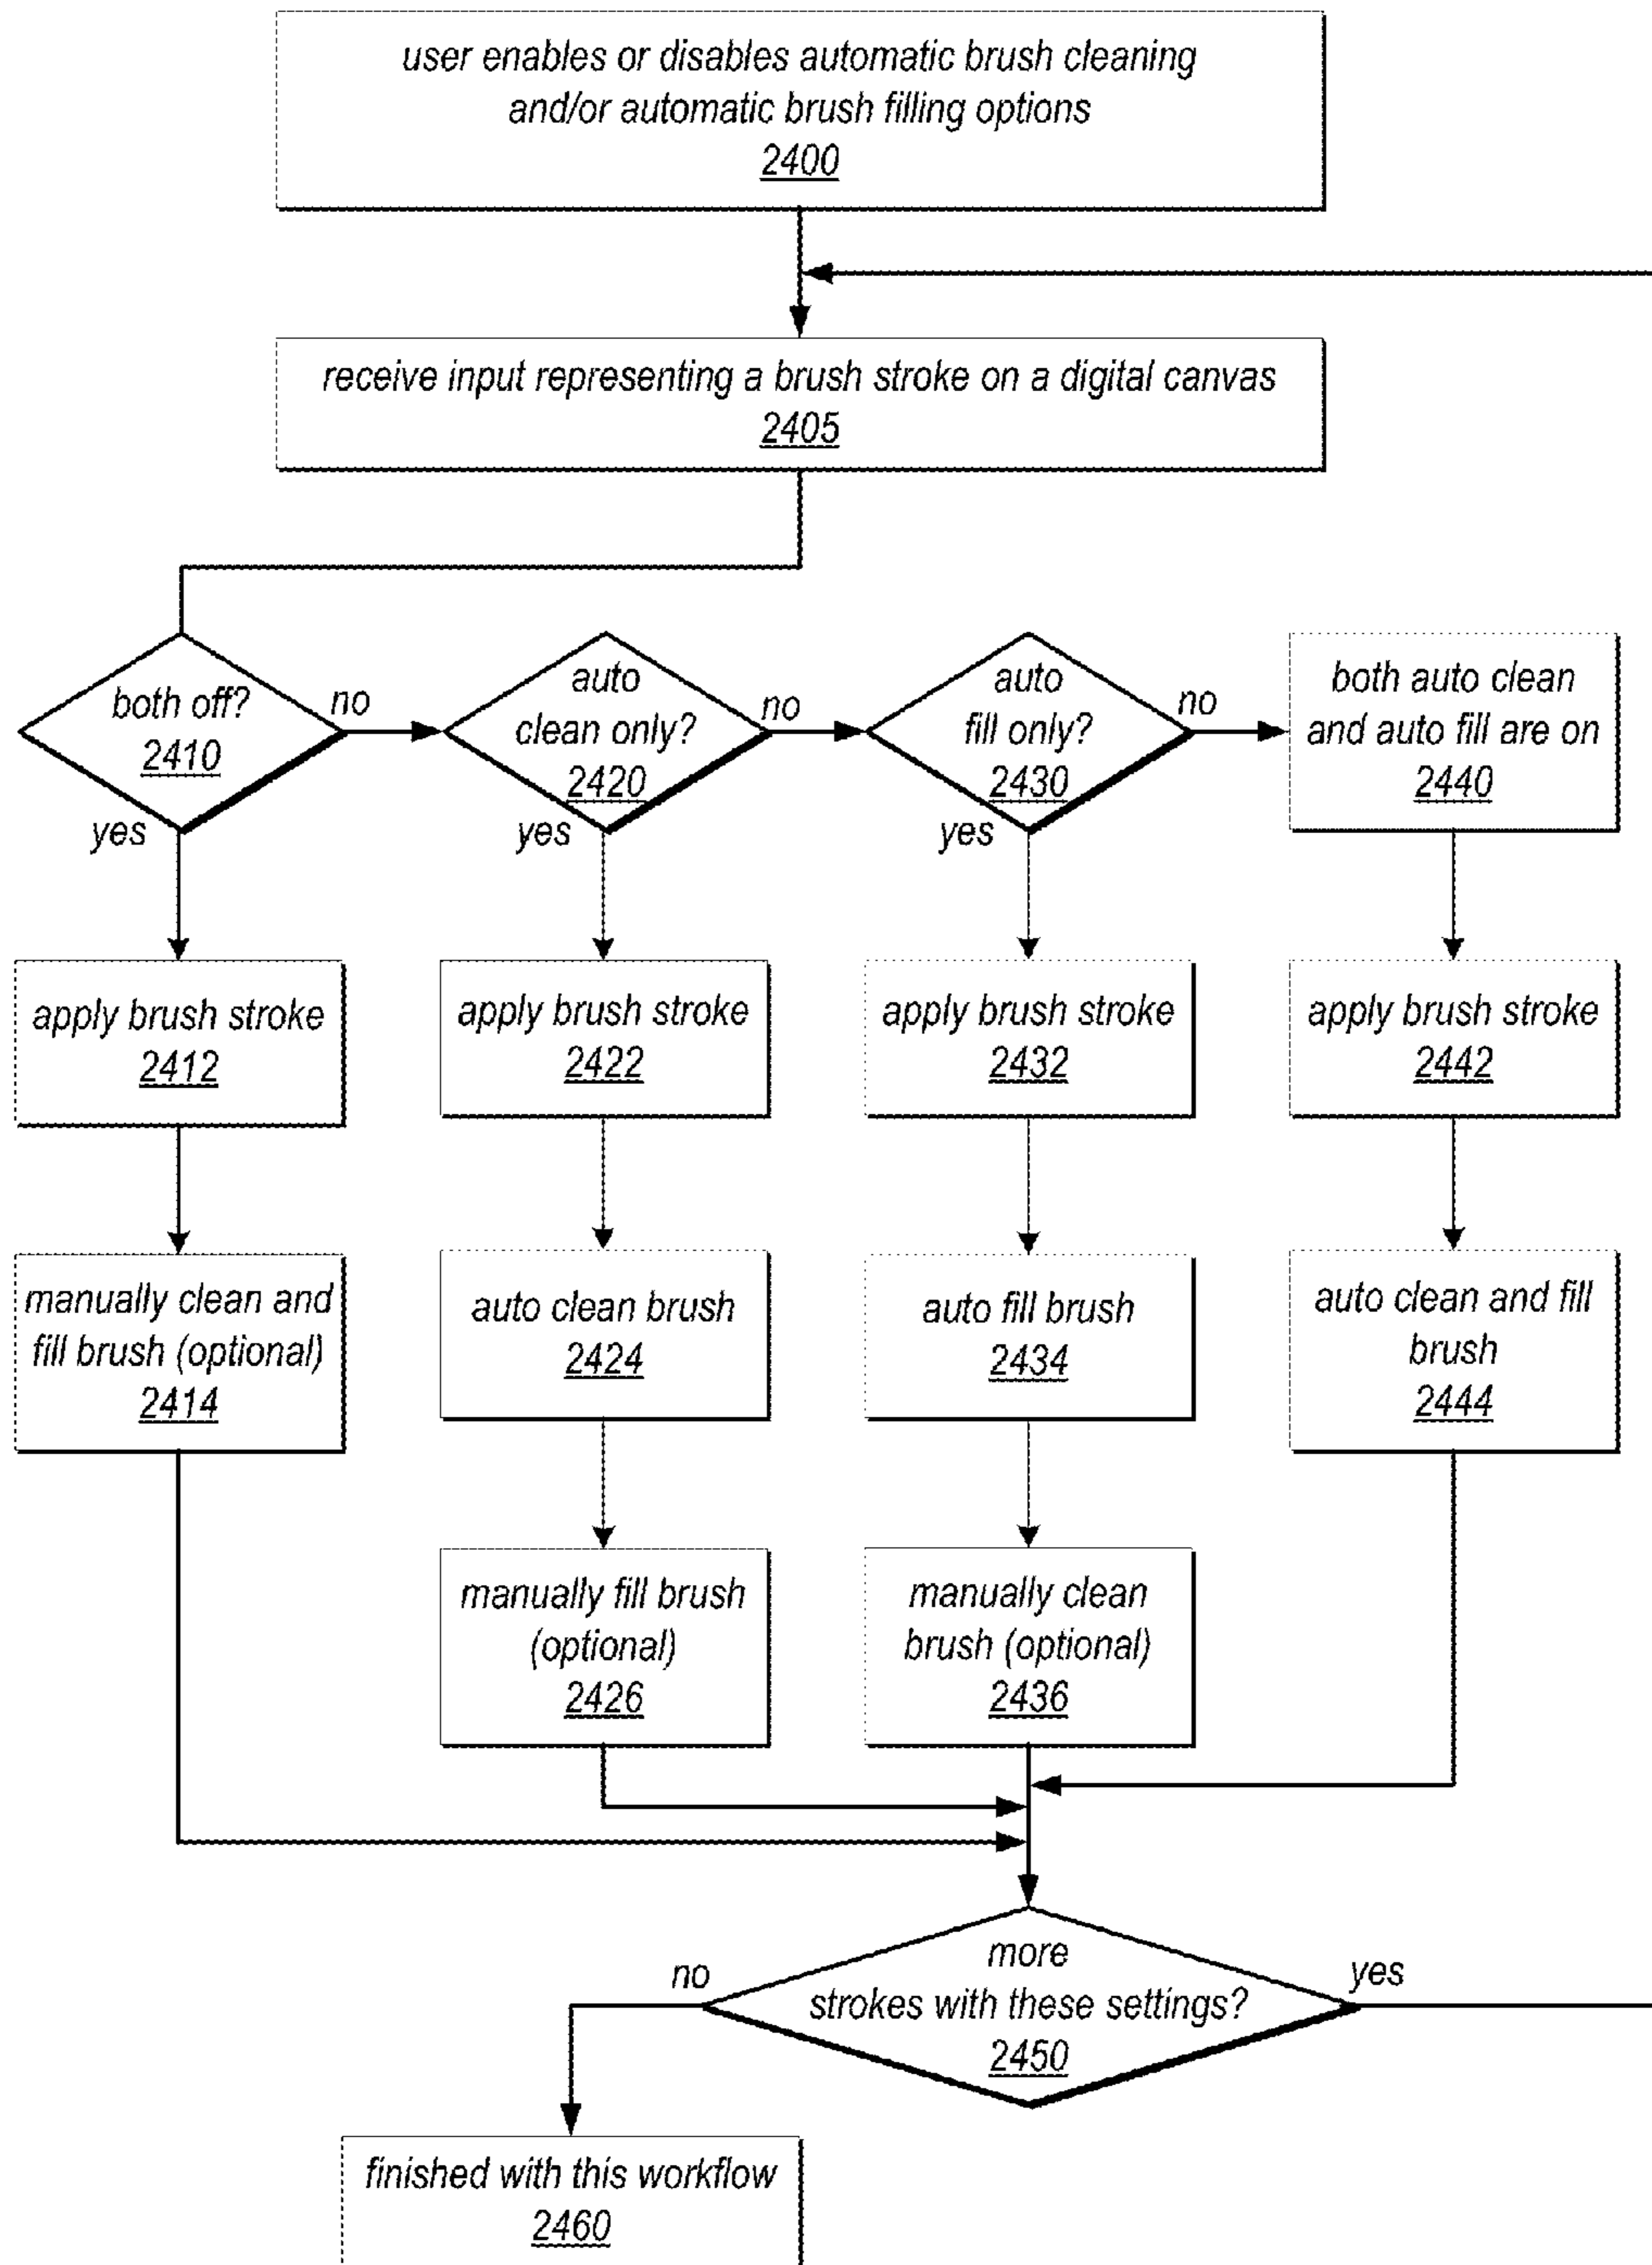 user enables or disables automatic brush cleaning
and/or automatic brush filling options
2400
receive input representing a brush stroke on a digital canvas
2405
both off?
2410
no
yes
auto
clean only?
2420
no
yes
auto
fill only?
2430
no
yes
both auto clean
and auto fill are on
2440
apply brush stroke
2412
apply brush stroke
2422
apply brush stroke
2432
apply brush stroke
2442
manually clean and
fill brush (optional)
2414
auto clean brush
2424
auto fill brush
2434
auto clean and fill
brush
2444
manually fill brush
(optional)
2426
manually clean
brush (optional)
2436
more
strokes with these settings?
2450
no
yes
finished with this workflow
2460